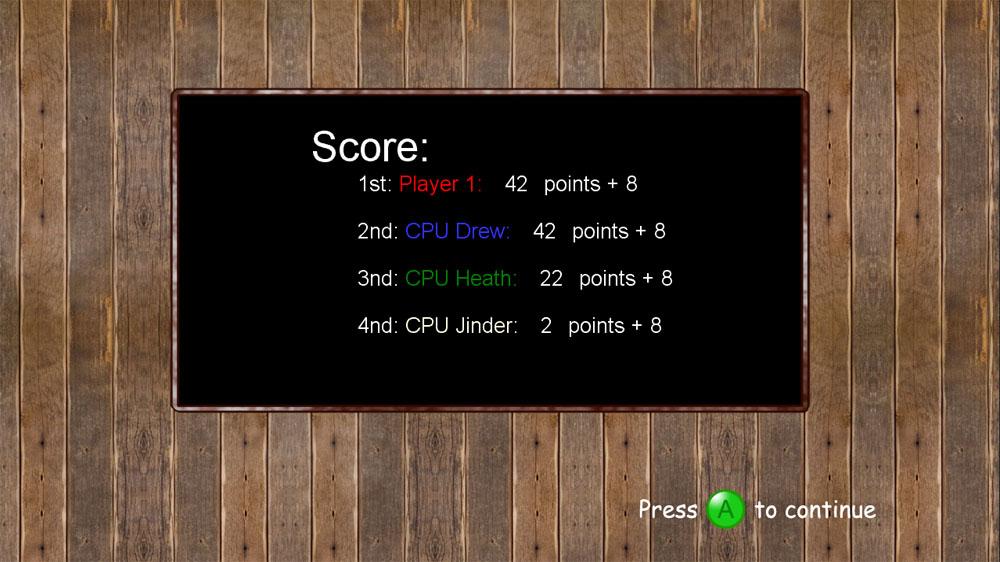 Score:
1st: Player 1: 42 points + 8
2nd: CPU Drew: 42 points + 8
3nd: CPU Heath: 22 points + 8
4nd: CPU Jinder: 2 points + 8
Press A to continue